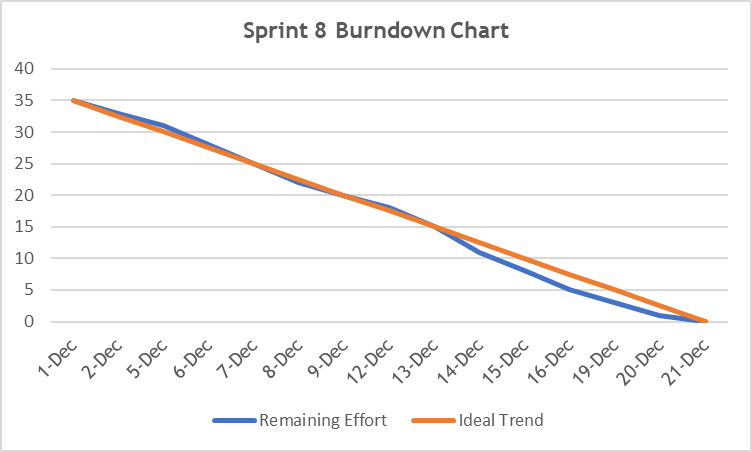 Sprint 8 Burndown Chart
40
35
30
25
20
15
10
5
0
1-Dec
2-Dec
5-Dec
6-Dec
7-Dec
8-Dec
9-Dec
12-Dec
13-Dec
14-Dec
15-Dec
16-Dec
19-Dec
20-Dec
21-Dec
Remaining Effort Ideal Trend